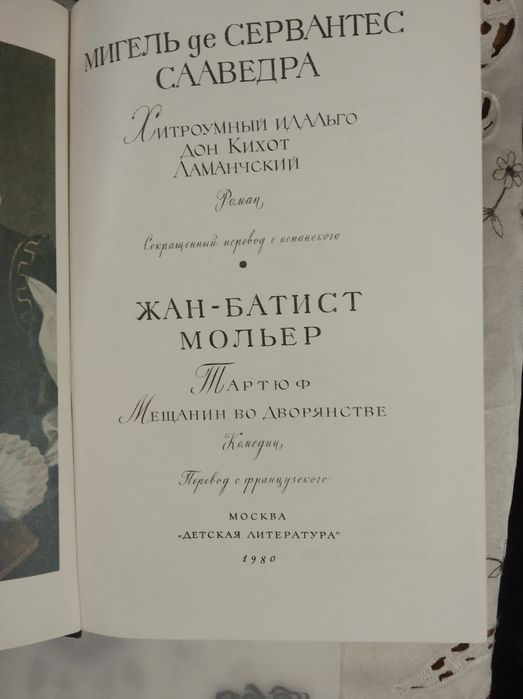 МИГЕЛЬ де СЕРВАНТЕС
СААВЕДРА
ХИТРОУМНЫЙ ИДАЛЬГО
ДОН КИХОТ
ЛАМАНЧСКИЙ
Роман
Сокращенный перевод с испанского
ЖАН-БАТИСТ
МОЛЬЕР
ТАРТЮФ
МЕЩАНИН ВО ДВОРЯНСТВЕ
Комедии
Перевод с французского
МОСКВА
"ДЕТСКАЯ ЛИТЕРАТУРА"
1980